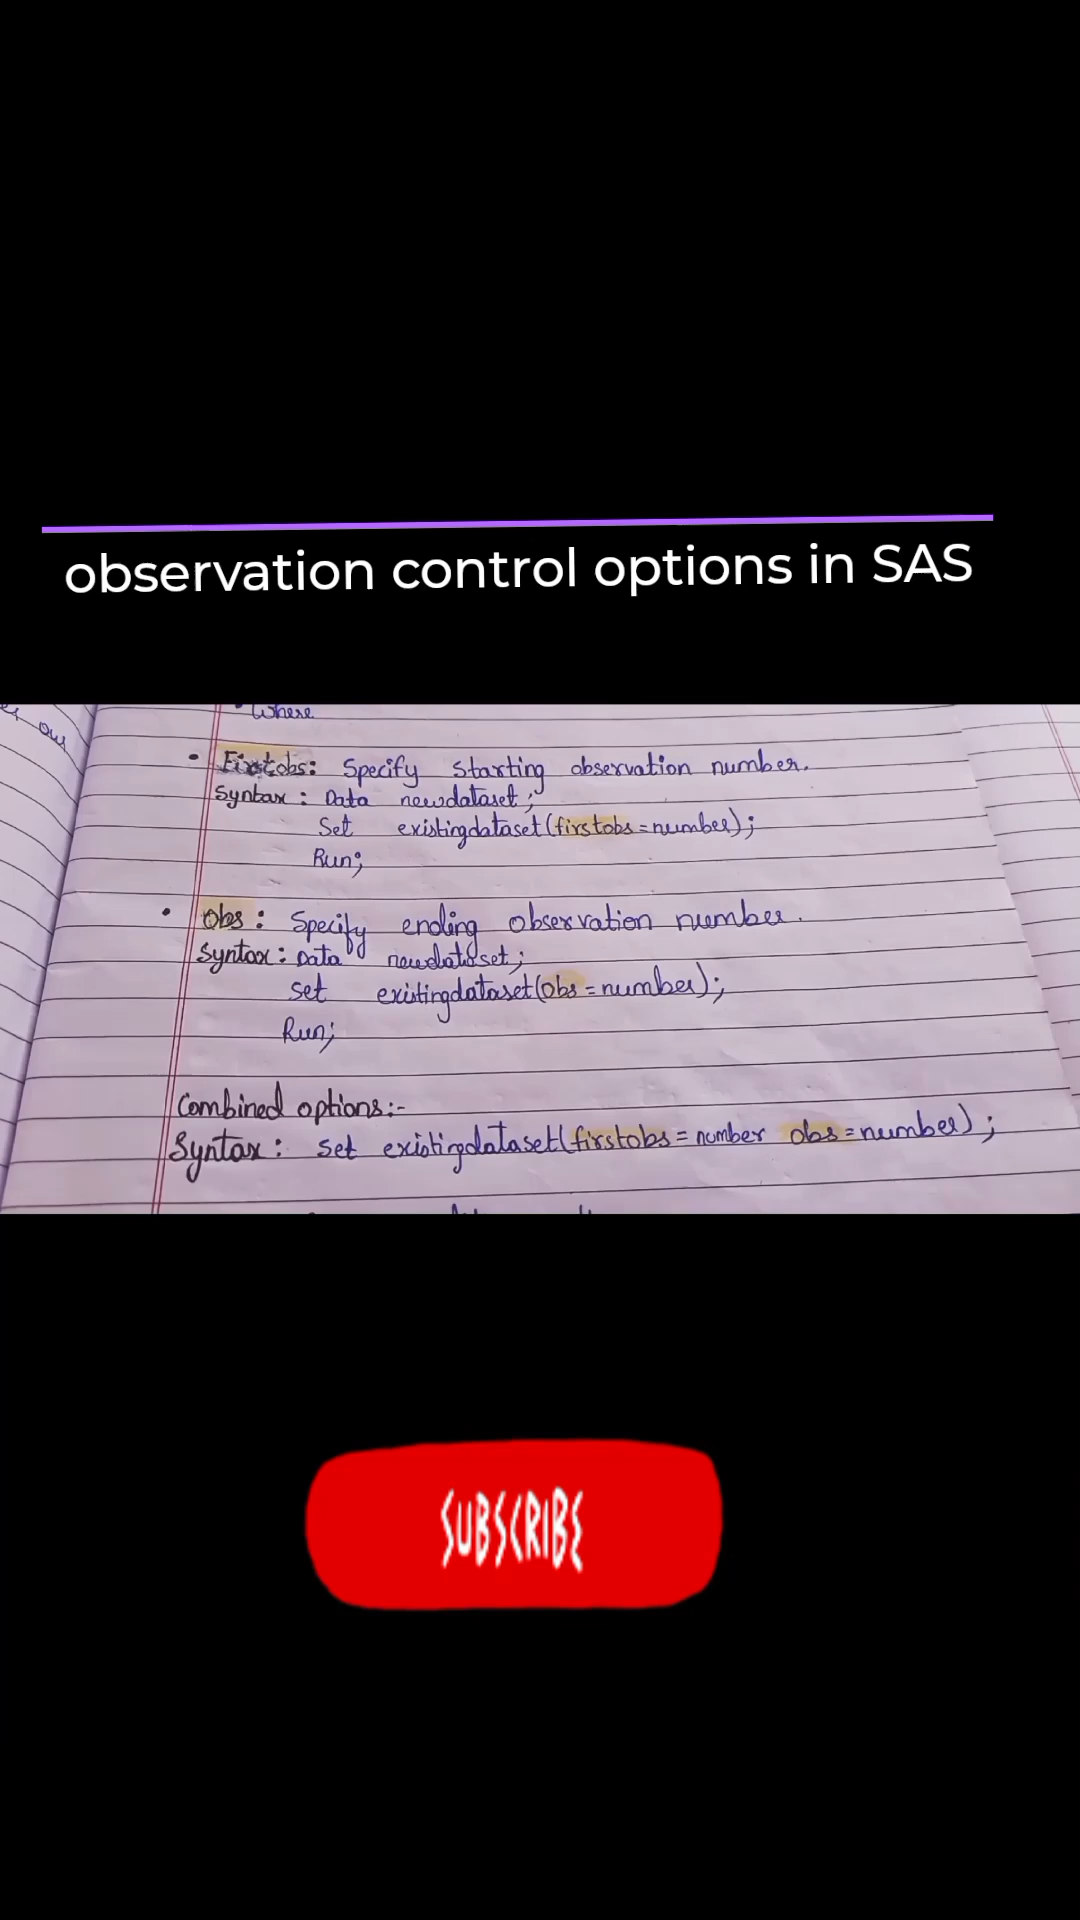 observation control options in SAS
our
• Where
• Firstobs: Specify starting observation number.
Syntax: Data newdataset;
Set existingdataset(firstobs=number);
Run;
• Obs: Specify ending observation number.
Syntax: Data newdataset;
set existingdataset(obs=number);
Run;
Combined options:-
Syntax: set existingdataset(firstobs=number obs=number);
SUBSCRIBE